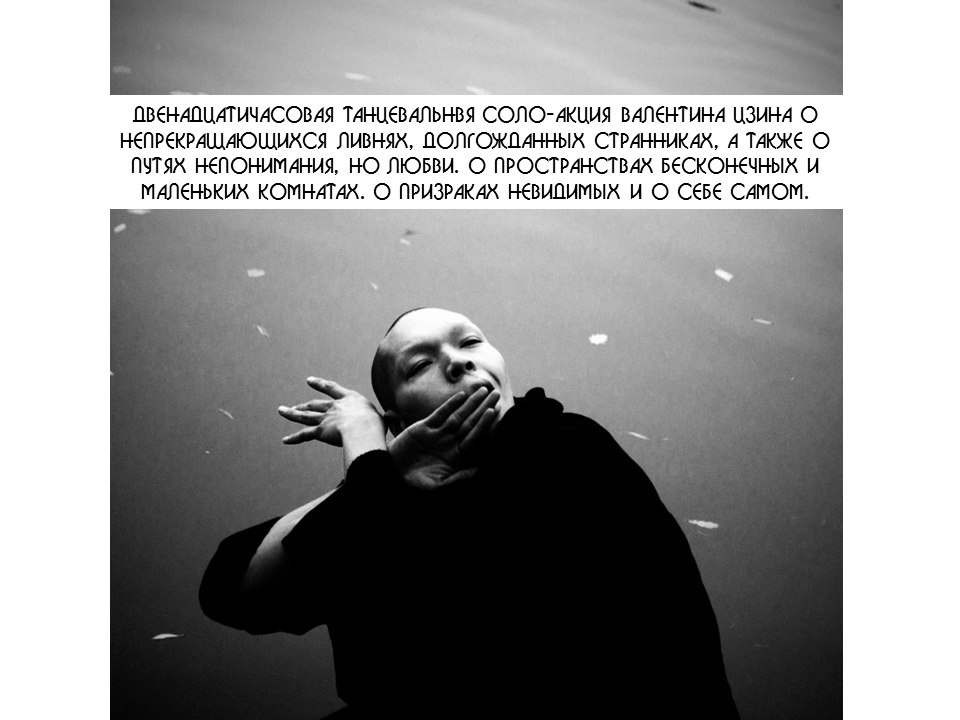 ДВЕНАДЦАТИЧАСОВАЯ ТАНЦЕВАЛЬНВЯ СОЛО-АКЦИЯ ВАЛЕНТИНА ЦЗИНА О
НЕПРЕКРАЩАЮЩИХСЯ ЛИВНЯХ, ДОЛГОЖДАННЫХ СТРАННИКАХ, А ТАКЖЕ О
ПУТЯХ НЕПОНИМАНИЯ, НО ЛЮБВИ. О ПРОСТРАНСТВАХ БЕСКОНЕЧНЫХ И
МАЛЕНЬКИХ КОМНАТАХ. О ПРИЗРАКАХ НЕВИДИМЫХ И О СЕБЕ САМОМ.